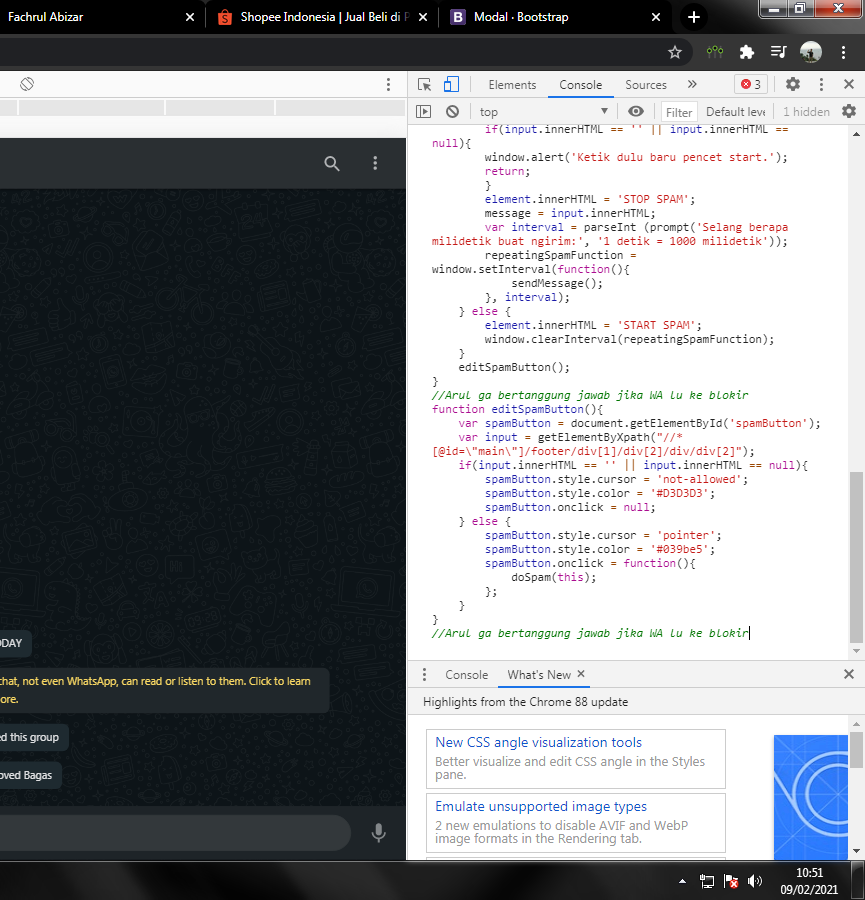 Fachrul Abizar
Shopee Indonesia | Jual Beli di P
Modal · Bootstrap
Elements Console Sources » 3
top Filter Default leve 1 hidden
if(input.innerHTML == '' || input.innerHTML ==
null){
window.alert('Ketik dulu baru pencet start.');
return;
}
element.innerHTML = 'STOP SPAM';
message = input.innerHTML;
var interval = parseInt (prompt('Selang berapa
milidetik buat ngirim:', '1 detik = 1000 milidetik'));
repeatingSpamFunction =
window.setInterval(function(){
sendMessage();
}, interval);
} else {
element.innerHTML = 'START SPAM';
window.clearInterval(repeatingSpamFunction);
}
editSpamButton();
}
//Arul ga bertanggung jawab jika WA lu ke blokir
function editSpamButton(){
var spamButton = document.getElementById('spamButton');
var input = getElementByXpath("//*
[@id=\"main\"]/footer/div[1]/div[2]/div/div[2]");
if(input.innerHTML == '' || input.innerHTML == null){
spamButton.style.cursor = 'not-allowed';
spamButton.style.color = '#D3D3D3';
spamButton.onclick = null;
} else {
spamButton.style.cursor = 'pointer';
spamButton.style.color = '#039be5';
spamButton.onclick = function(){
doSpam(this);
};
}
}
//Arul ga bertanggung jawab jika WA lu ke blokir
ODAY
chat, not even WhatsApp, can read or listen to them. Click to learn
ore.
ed this group
oved Bagas
Console What's New
Highlights from the Chrome 88 update
New CSS angle visualization tools
Better visualize and edit CSS angle in the Styles
pane.
Emulate unsupported image types
2 new emulations to disable AVIF and WebP
image formats in the Rendering tab.
10:51
09/02/2021